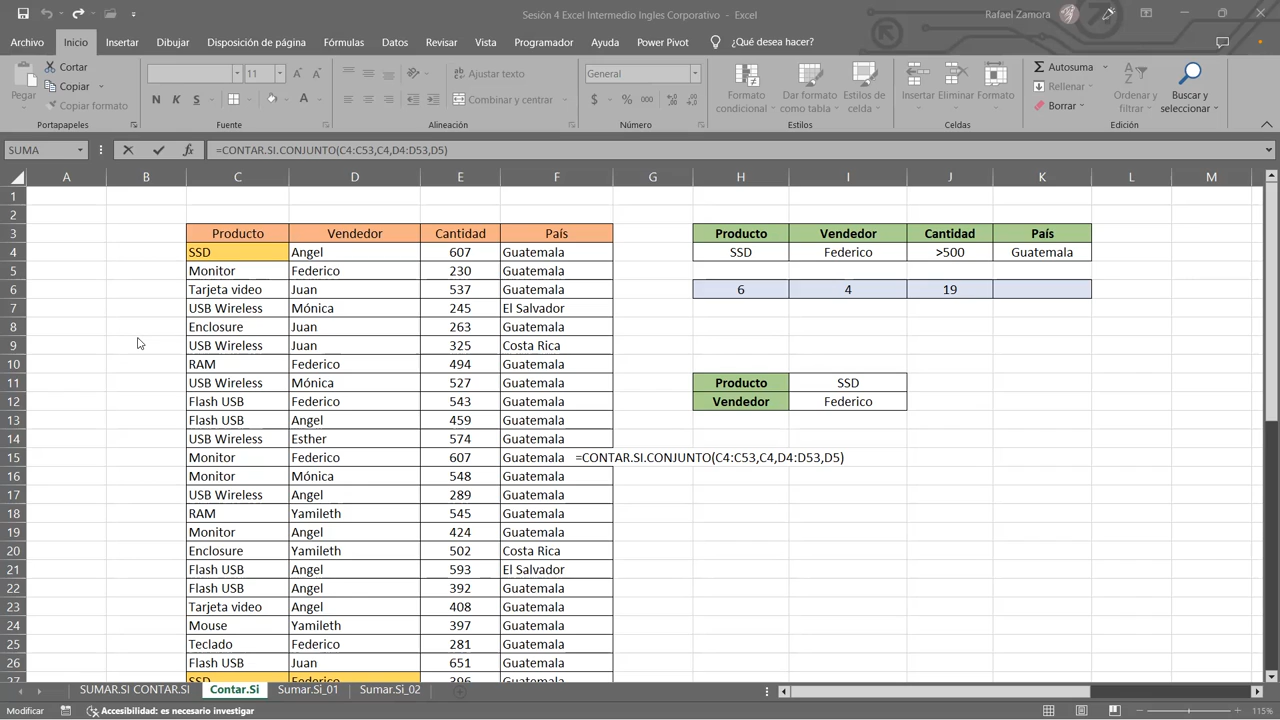 Sesión 4 Excel Intermedio Ingles Corporativo - Excel
Rafael Zamora
Archivo Inicio Insertar Dibujar Disposición de página Fórmulas Datos Revisar Vista Programador Ayuda Power Pivot ¿Qué desea hacer?
Pegar
Cortar
Copiar
Copiar formato
Portapapeles
11
N K S
A
Fuente
Ajustar texto
Combinar y centrar
Alineación
General
$ % 000
Número
Formato condicional
Dar formato como tabla
Estilos de celda
Estilos
Insertar Eliminar Formato
Celdas
Autosuma
Rellenar
Borrar
Ordenar y filtrar
Buscar y seleccionar
Edición
SUMA fx =CONTAR.SI.CONJUNTO(C4:C53,C4,D4:D53,D5)
A B C D E F G H I J K L M
1
2
3 Producto Vendedor Cantidad País Producto Vendedor Cantidad País
4 SSD Angel 607 Guatemala SSD Federico >500 Guatemala
5 Monitor Federico 230 Guatemala
6 Tarjeta video Juan 537 Guatemala 6 4 19
7 USB Wireless Mónica 245 El Salvador
8 Enclosure Juan 263 Guatemala
9 USB Wireless Juan 325 Costa Rica
10 RAM Federico 494 Guatemala
11 USB Wireless Mónica 527 Guatemala Producto SSD
12 Flash USB Federico 543 Guatemala Vendedor Federico
13 Flash USB Angel 459 Guatemala
14 USB Wireless Esther 574 Guatemala
15 Monitor Federico 607 Guatemala =CONTAR.SI.CONJUNTO(C4:C53,C4,D4:D53,D5)
16 Monitor Mónica 548 Guatemala
17 USB Wireless Angel 289 Guatemala
18 RAM Yamileth 545 Guatemala
19 Monitor Angel 424 Guatemala
20 Enclosure Yamileth 502 Costa Rica
21 Flash USB Angel 593 El Salvador
22 Flash USB Angel 392 Guatemala
23 Tarjeta video Angel 408 Guatemala
24 Mouse Yamileth 397 Guatemala
25 Teclado Federico 281 Guatemala
26 Flash USB Juan 651 Guatemala
27 SSD Federico 396 Guatemala
SUMAR.SI CONTAR.SI Contar.Si Sumar.Si_01 Sumar.Si_02
Modificar Accesibilidad: es necesario investigar 115%